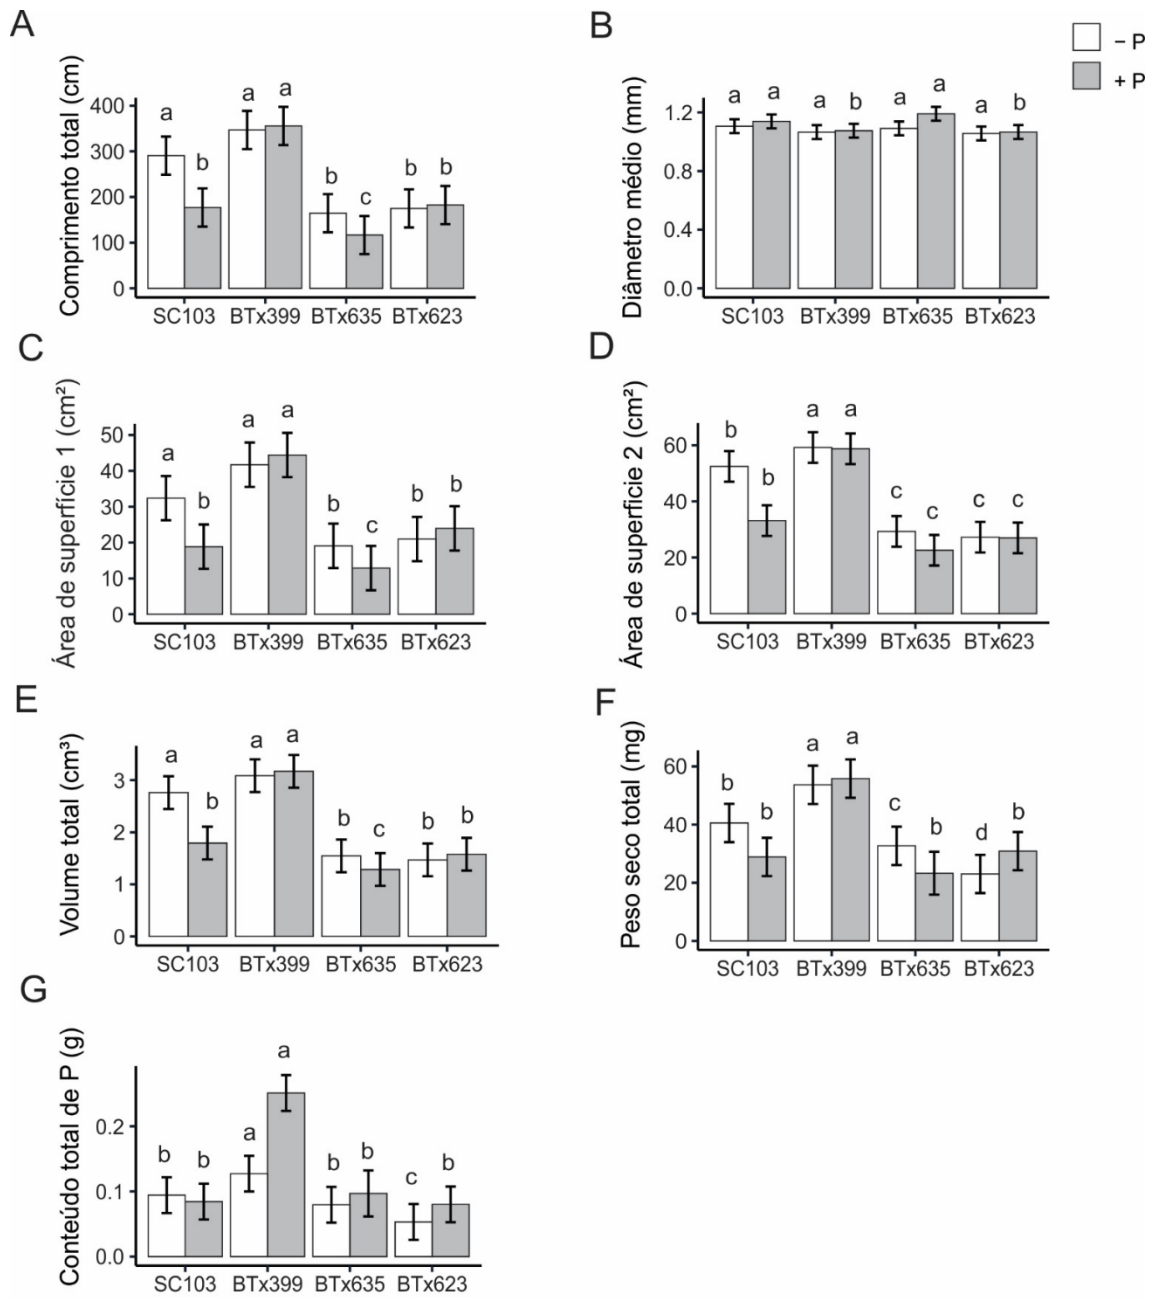 A
Comprimento total (cm)
400
300
200
100
0
a
b
a
a
b
c
b
b
SC103 BTx399 BTx635 BTx623
B
− P
+ P
Diâmetro médio (mm)
1.2
0.8
0.4
0.0
a
a
a
b
a
a
a
b
SC103 BTx399 BTx635 BTx623
C
Área de superfície 1 (cm²)
50
40
30
20
10
0
a
b
a
a
b
c
b
b
SC103 BTx399 BTx635 BTx623
D
Área de superfície 2 (cm²)
60
40
20
0
b
b
a
a
c
c
c
c
SC103 BTx399 BTx635 BTx623
E
Volume total (cm³)
3
2
1
0
a
b
a
a
b
c
b
b
SC103 BTx399 BTx635 BTx623
F
Peso seco total (mg)
60
40
20
0
b
b
a
a
c
b
d
b
SC103 BTx399 BTx635 BTx623
G
Conteúdo total de P (g)
0.2
0.1
0.0
b
b
a
a
b
b
c
b
SC103 BTx399 BTx635 BTx623